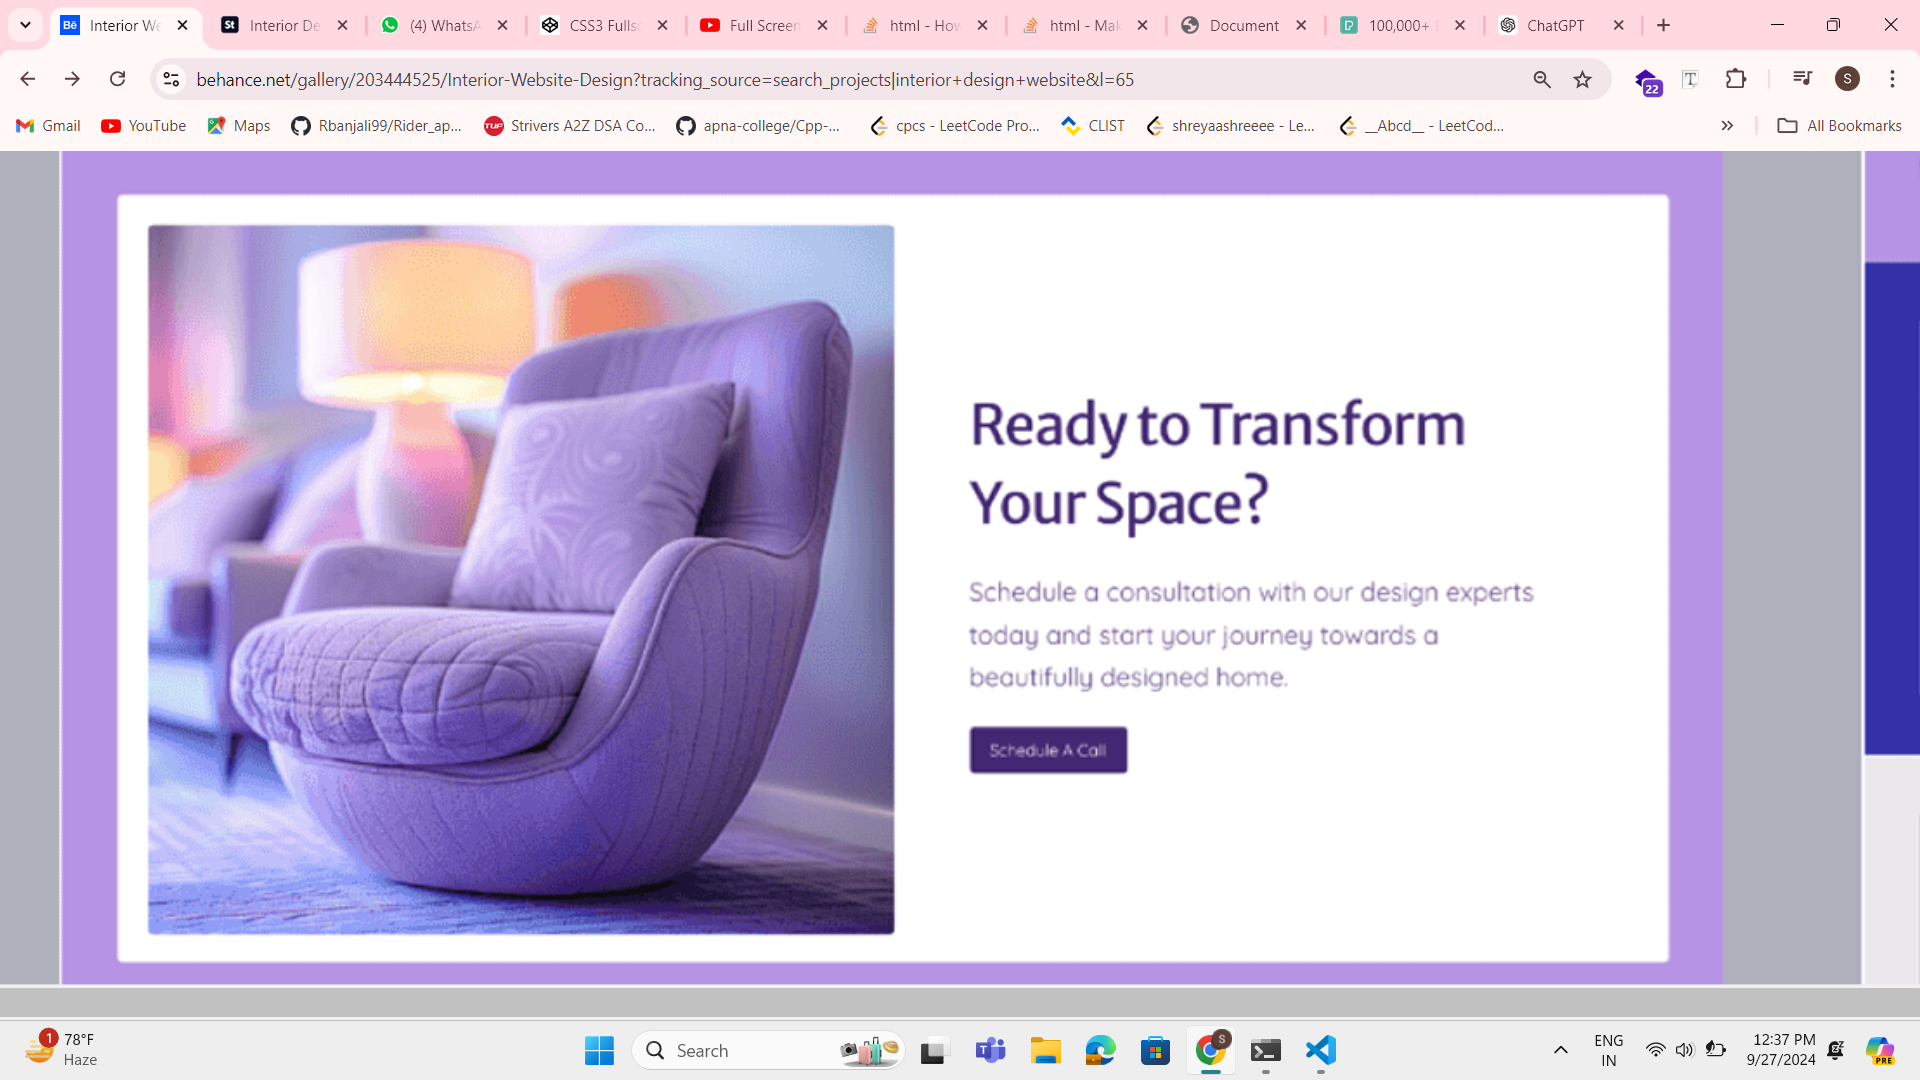 Interior We
Interior De
(4) WhatsA
CSS3 Fulls
Full Screen
html - How
html - Mak
Document
100,000+
ChatGPT
behance.net/gallery/203444525/Interior-Website-Design?tracking_source=search_projects|interior+design+website&l=65
22
S
Gmail
YouTube
Maps
Rbanjali99/Rider_ap...
Strivers A2Z DSA Co...
apna-college/Cpp-...
cpcs - LeetCode Pro...
CLIST
shreyaashreeee - Le...
__Abcd__ - LeetCod...
All Bookmarks
Ready to Transform
Your Space?
Schedule a consultation with our design experts
today and start your journey towards a
beautifully designed home.
Schedule A Call
1
78°F
Haze
Search
S
ENG
IN
12:37 PM
9/27/2024
PRE